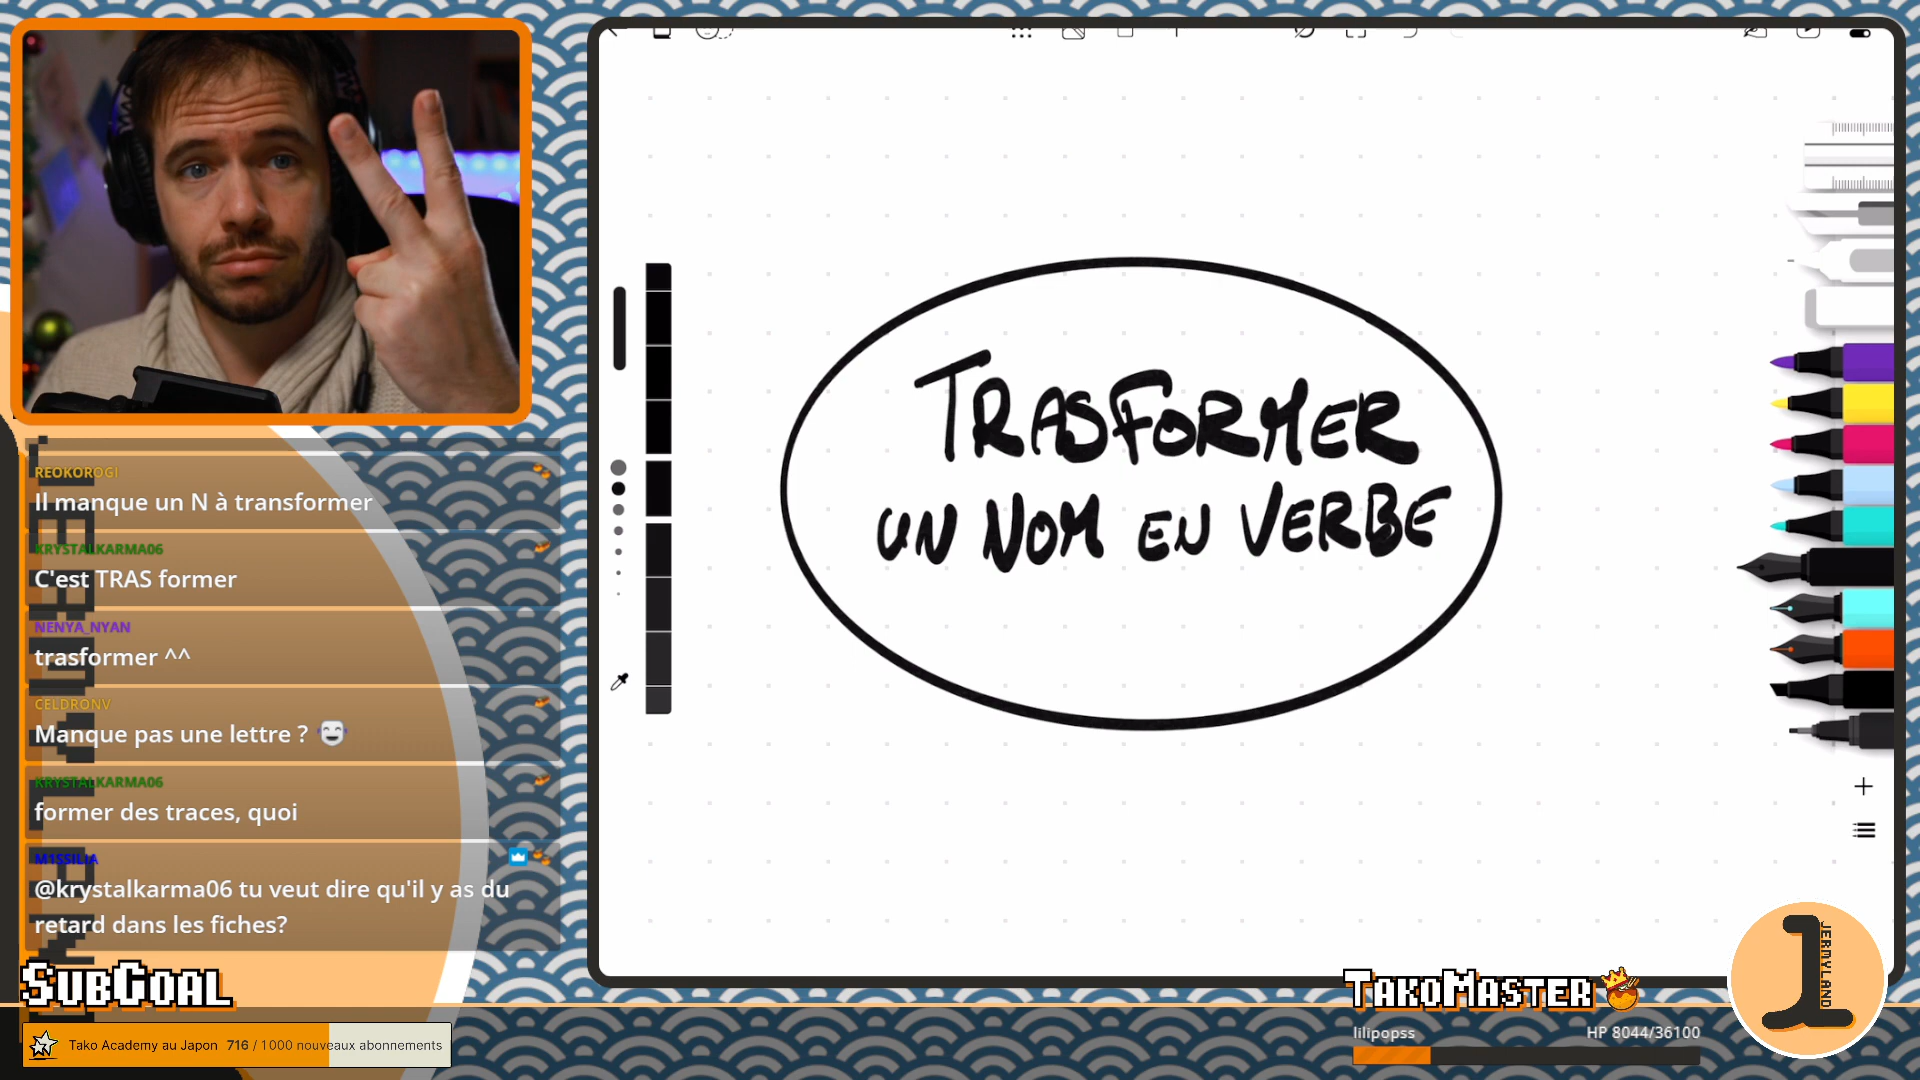 REOKOROGI
Il manque un N à transformer
KRYSTALKARMA06
C'est TRAS former
NENYA_NYAN
trasformer ^^
CELDRONV
Manque pas une lettre ?
KRYSTALKARMA06
former des traces, quoi
M1SSILIA
@krystalkarma06 tu veut dire qu'il y as du
retard dans les fiches?
SUBGOAL
Tako Academy au Japon 716 / 1000 nouveaux abonnements
TRASFORMER
UN NOM EN VERBE
TAKOMASTER
lilipopss HP 8044/36100
JEREMYLAND